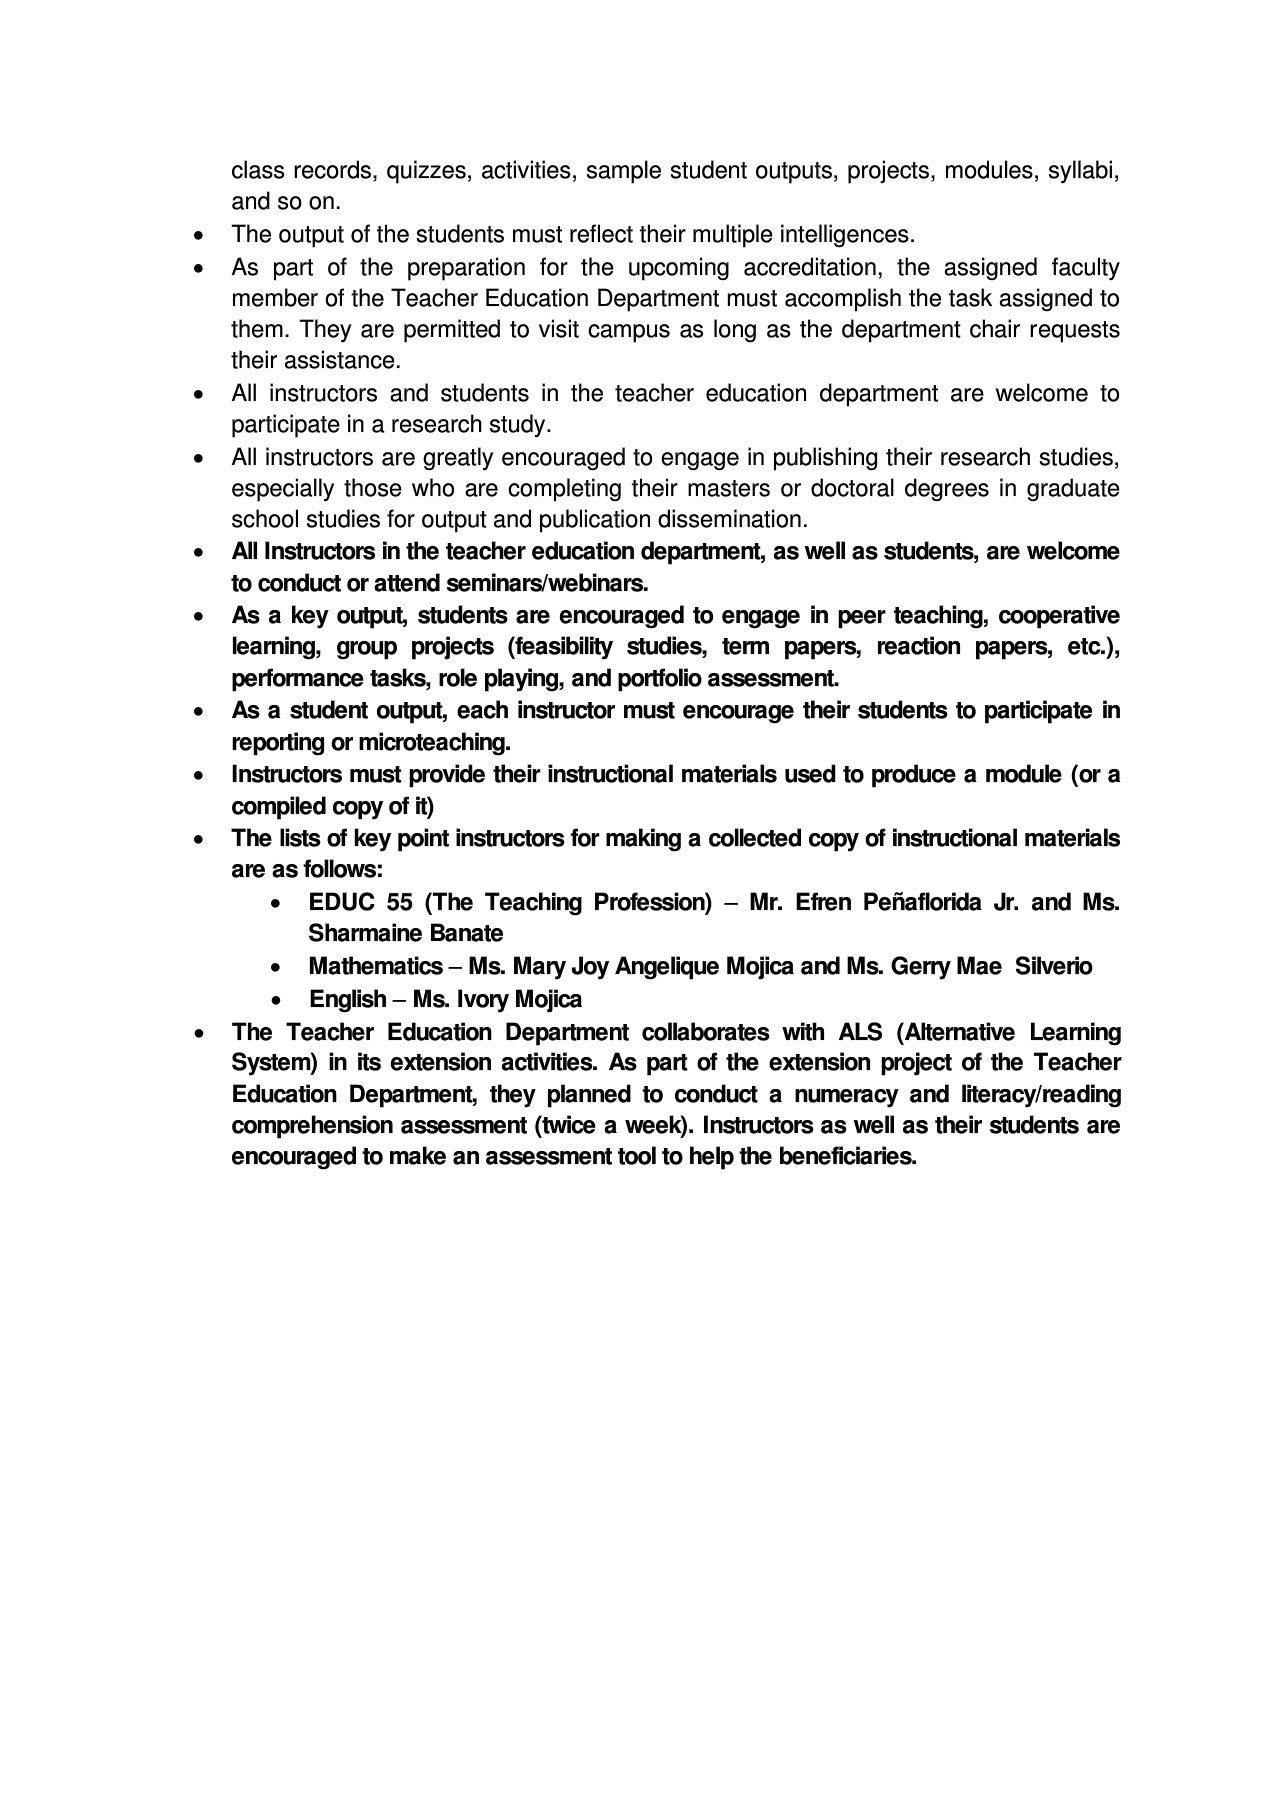 class records, quizzes, activities, sample student outputs, projects, modules, syllabi,
and so on.
• The output of the students must reflect their multiple intelligences.
• As part of the preparation for the upcoming accreditation, the assigned faculty
member of the Teacher Education Department must accomplish the task assigned to
them. They are permitted to visit campus as long as the department chair requests
their assistance.
• All instructors and students in the teacher education department are welcome to
participate in a research study.
• All instructors are greatly encouraged to engage in publishing their research studies,
especially those who are completing their masters or doctoral degrees in graduate
school studies for output and publication dissemination.
• All Instructors in the teacher education department, as well as students, are welcome
to conduct or attend seminars/webinars.
• As a key output, students are encouraged to engage in peer teaching, cooperative
learning, group projects (feasibility studies, term papers, reaction papers, etc.),
performance tasks, role playing, and portfolio assessment.
• As a student output, each instructor must encourage their students to participate in
reporting or microteaching.
• Instructors must provide their instructional materials used to produce a module (or a
compiled copy of it)
• The lists of key point instructors for making a collected copy of instructional materials
are as follows:
• EDUC 55 (The Teaching Profession) – Mr. Efren Peñaflorida Jr. and Ms.
Sharmaine Banate
• Mathematics – Ms. Mary Joy Angelique Mojica and Ms. Gerry Mae Silverio
• English – Ms. Ivory Mojica
• The Teacher Education Department collaborates with ALS (Alternative Learning
System) in its extension activities. As part of the extension project of the Teacher
Education Department, they planned to conduct a numeracy and literacy/reading
comprehension assessment (twice a week). Instructors as well as their students are
encouraged to make an assessment tool to help the beneficiaries.